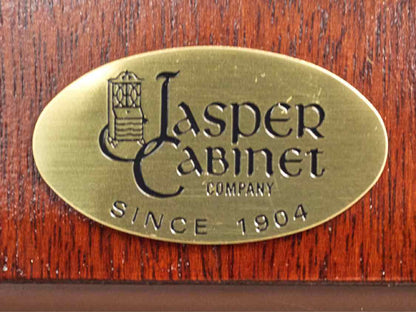 Jasper
Cabinet
COMPANY
SINCE 1904